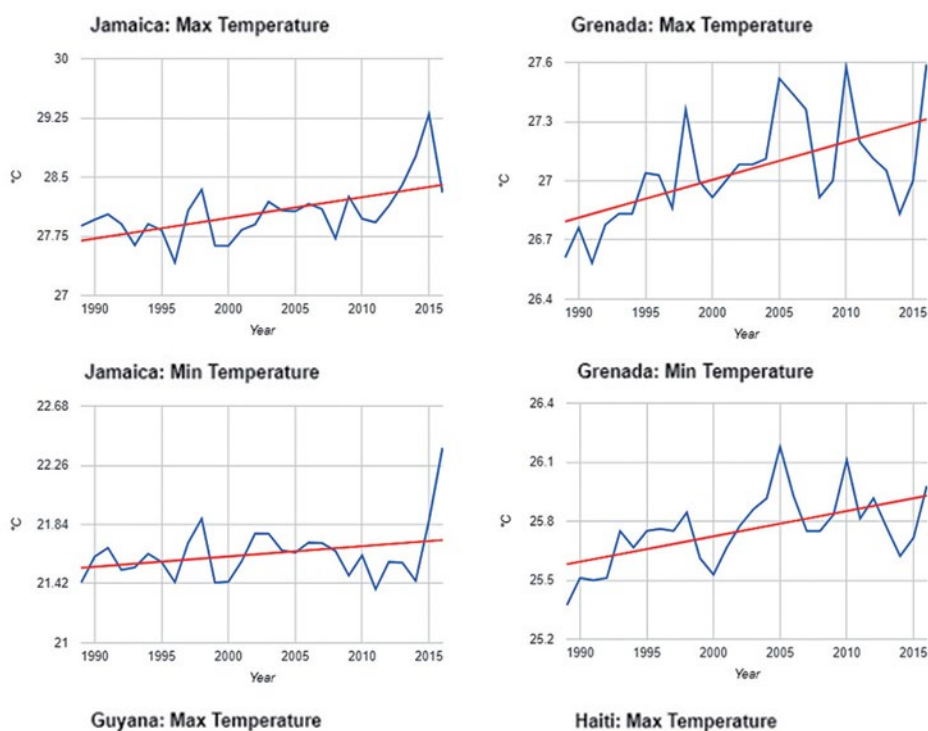 Jamaica: Max Temperature
30
29.25
28.5
27.75
27
°C
1990 1995 2000 2005 2010 2015
Year
Grenada: Max Temperature
27.6
27.3
27
26.7
26.4
°C
1990 1995 2000 2005 2010 2015
Year
Jamaica: Min Temperature
22.68
22.26
21.84
21.42
21
°C
1990 1995 2000 2005 2010 2015
Year
Grenada: Min Temperature
26.4
26.1
25.8
25.5
25.2
°C
1990 1995 2000 2005 2010 2015
Year
Guyana: Max Temperature
Haiti: Max Temperature